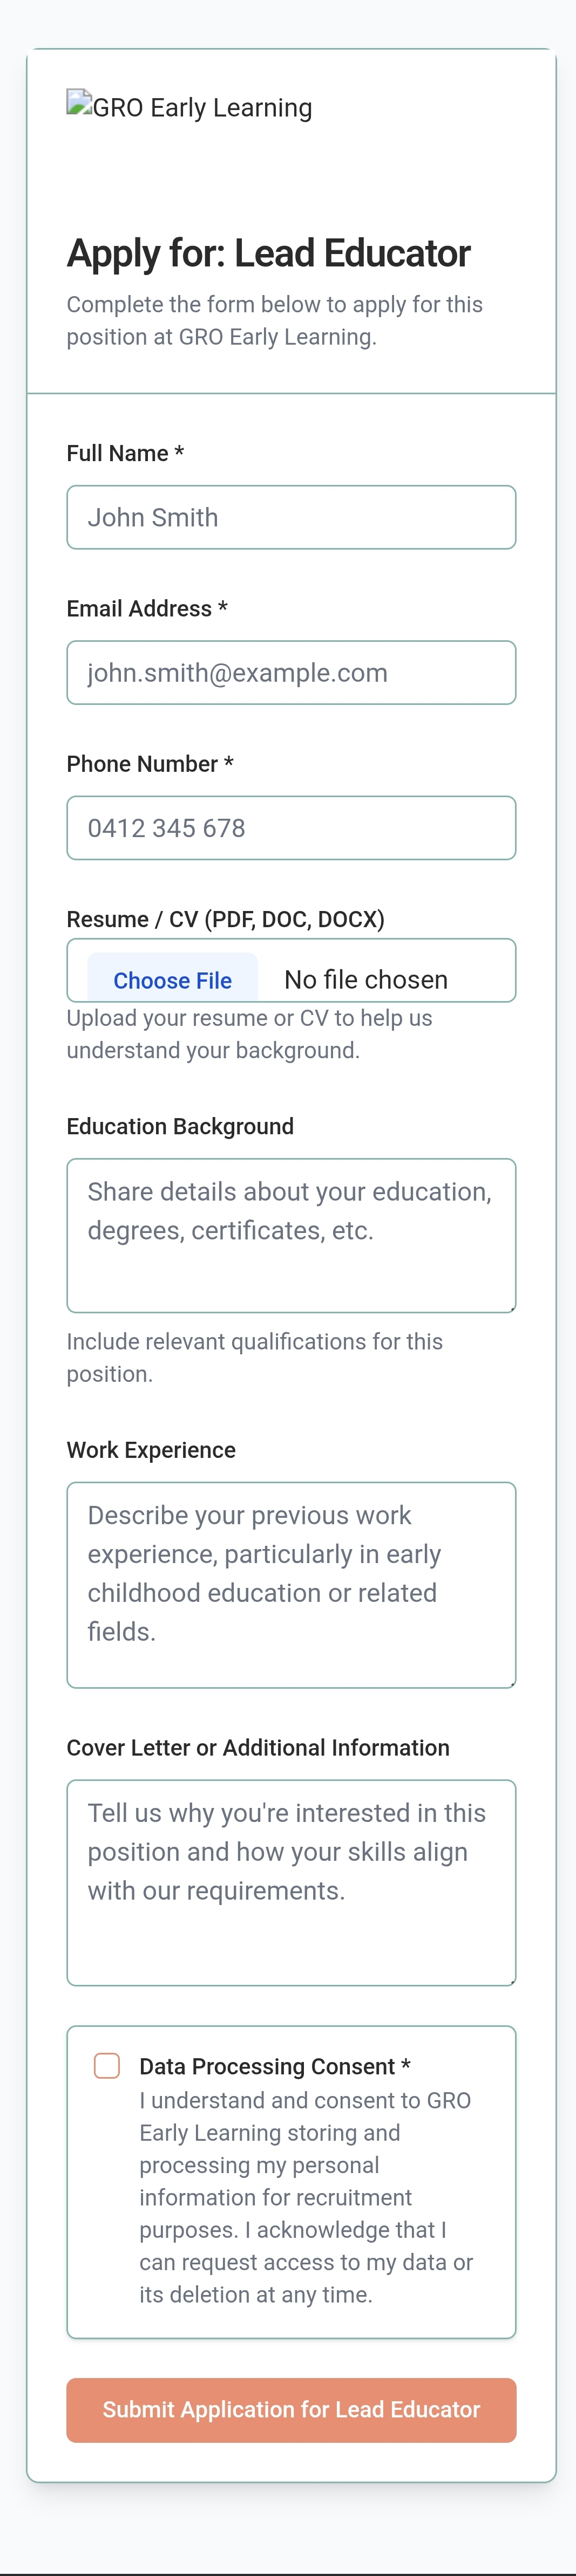 GRO Early Learning
Apply for: Lead Educator
Complete the form below to apply for this
position at GRO Early Learning.
Full Name *
John Smith
Email Address *
john.smith@example.com
Phone Number *
0412 345 678
Resume / CV (PDF, DOC, DOCX)
Choose File No file chosen
Upload your resume or CV to help us
understand your background.
Education Background
Share details about your education,
degrees, certificates, etc.
Include relevant qualifications for this
position.
Work Experience
Describe your previous work
experience, particularly in early
childhood education or related
fields.
Cover Letter or Additional Information
Tell us why you're interested in this
position and how your skills align
with our requirements.
Data Processing Consent *
I understand and consent to GRO
Early Learning storing and
processing my personal
information for recruitment
purposes. I acknowledge that I
can request access to my data or
its deletion at any time.
Submit Application for Lead Educator